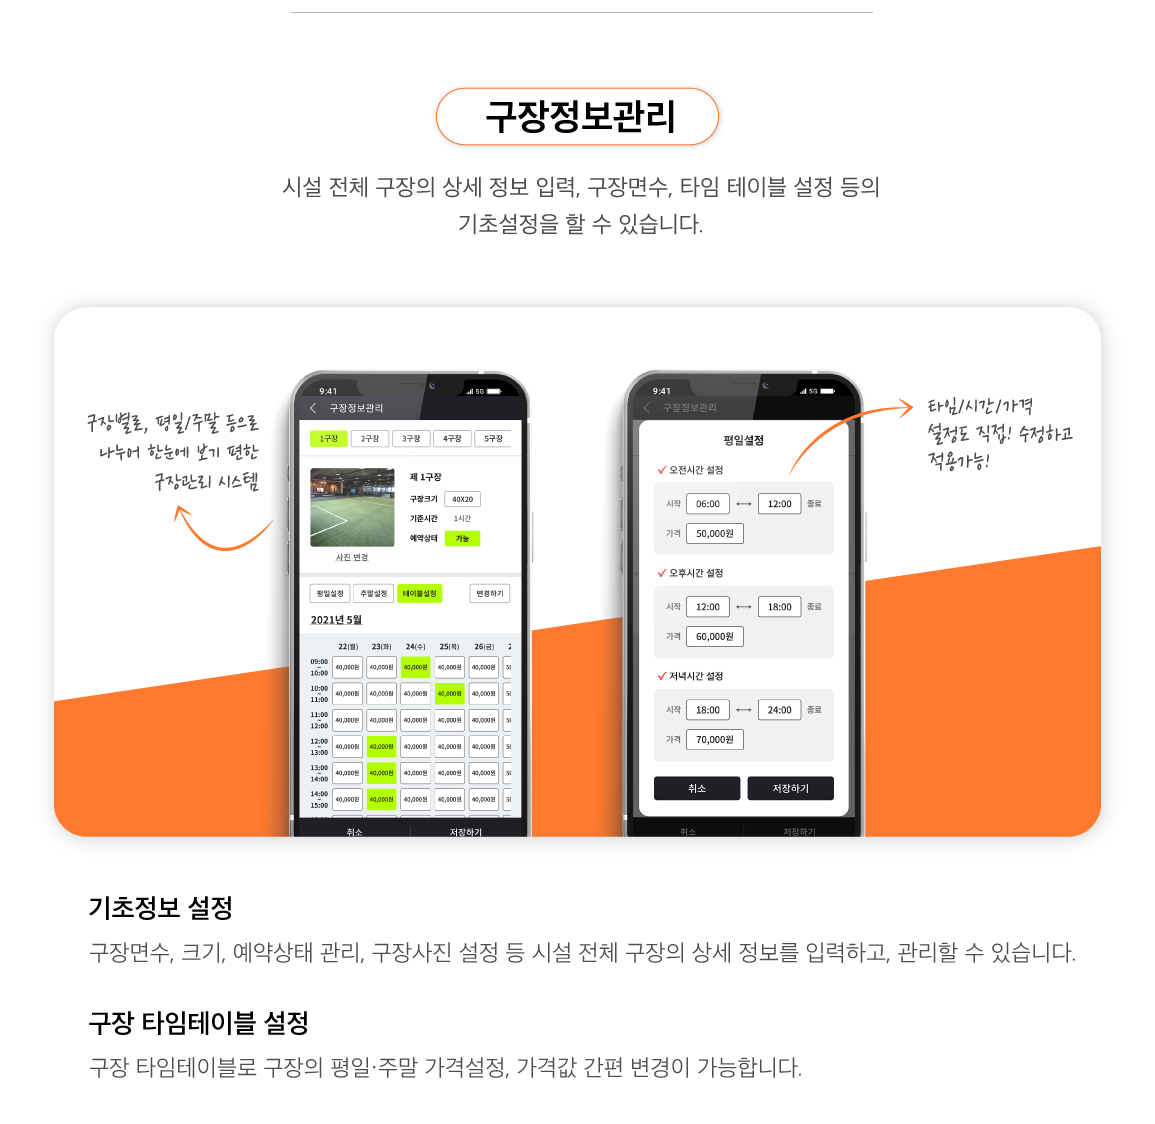 구장정보관리
시설 전체 구장의 상세 정보 입력, 구장면수, 타임 테이블 설정 등의
기초설정을 할 수 있습니다.
구장별로, 평일/주말 등으로
나누어 한눈에 보기 편한
구장관리 시스템
9:41
5G
구장정보관리
1구장 2구장 3구장 4구장 5구장
제 1구장
구장크기 40X20
기준시간 1시간
예약상태 가능
사진 변경
평일설정 주말설정 테이블설정 변경하기
2021년 5월
22(월) 23(화) 24(수) 25(목) 26(금) 2
09:00 ~ 10:00 40,000원 40,000원 40,000원 40,000원 40,000원 50
10:00 ~ 11:00 40,000원 40,000원 40,000원 40,000원 40,000원 50
11:00 ~ 12:00 40,000원 40,000원 40,000원 40,000원 40,000원 50
12:00 ~ 13:00 40,000원 40,000원 40,000원 40,000원 40,000원 50
13:00 ~ 14:00 40,000원 40,000원 40,000원 40,000원 40,000원 50
14:00 ~ 15:00 40,000원 40,000원 40,000원 40,000원 40,000원 50
취소 저장하기
9:41
5G
구장정보관리
평일설정
오전시간 설정
시작 06:00 12:00 종료
가격 50,000원
오후시간 설정
시작 12:00 18:00 종료
가격 60,000원
저녁시간 설정
시작 18:00 24:00 종료
가격 70,000원
취소 저장하기
취소 저장하기
타임/시간/가격
설정도 직접! 수정하고
적용가능!
기초정보 설정
구장면수, 크기, 예약상태 관리, 구장사진 설정 등 시설 전체 구장의 상세 정보를 입력하고, 관리할 수 있습니다.
구장 타임테이블 설정
구장 타임테이블로 구장의 평일·주말 가격설정, 가격값 간편 변경이 가능합니다.